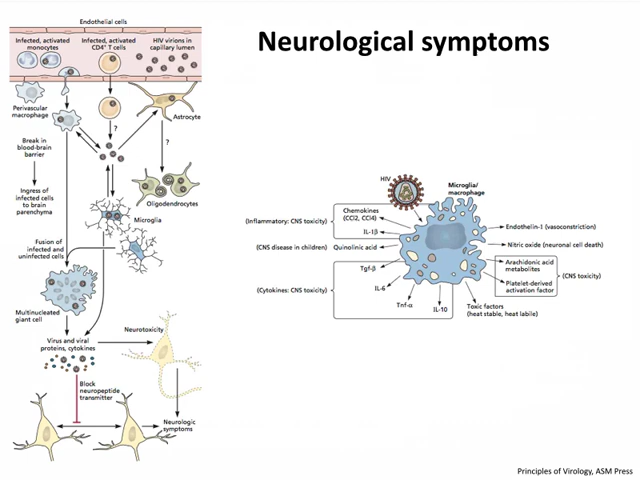 Neurological symptoms
Endothelial cells
Infected, activated
monocytes
Infected, activated
CD4⁺ T cells
HIV virions in
capillary lumen
Perivascular
macrophage
?
Astrocyte
Break in
blood-brain
barrier
?
Ingress of
infected cells
to brain
parenchyma
Oligodendrocytes
Microglia
Fusion of
infected and
uninfected cells
Multinucleated
giant cell
Neurotoxicity
Virus and viral
proteins, cytokines
Block
neuropeptide
transmitter
Neurologic
symptoms
HIV
Microglia/
macrophage
Chemokines
(CCl2, CCl4)
(Inflammatory: CNS toxicity)
IL-1β
(CNS disease in children)
Quinolinic acid
Tgf-β
IL-6
(Cytokines: CNS toxicity)
Tnf-α
IL-10
Endothelin-1 (vasoconstriction)
Nitric oxide (neuronal cell death)
Arachidonic acid
metabolites
(CNS toxicity)
Platelet-derived
activation factor
Toxic factors
(heat stable, heat labile)
Principles of Virology, ASM Press